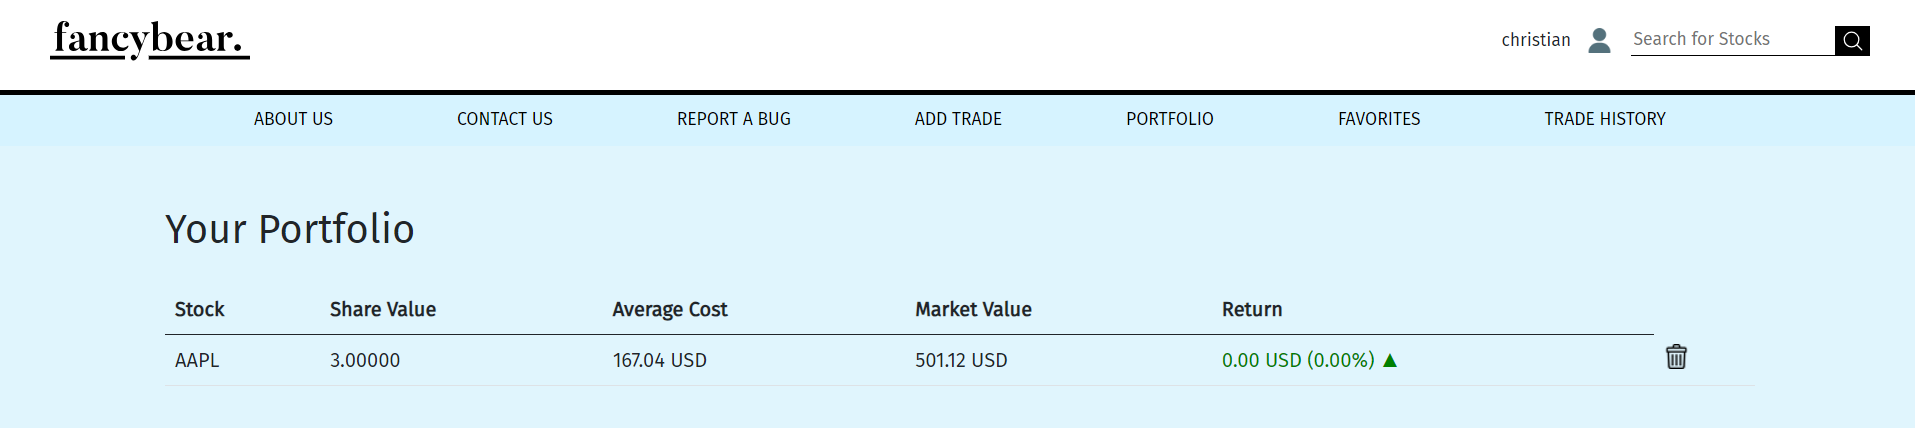 fancybear.
christian
Search for Stocks
ABOUT US CONTACT US REPORT A BUG ADD TRADE PORTFOLIO FAVORITES TRADE HISTORY
Your Portfolio
Stock Share Value Average Cost Market Value Return
AAPL 3.00000 167.04 USD 501.12 USD 0.00 USD (0.00%) ▲